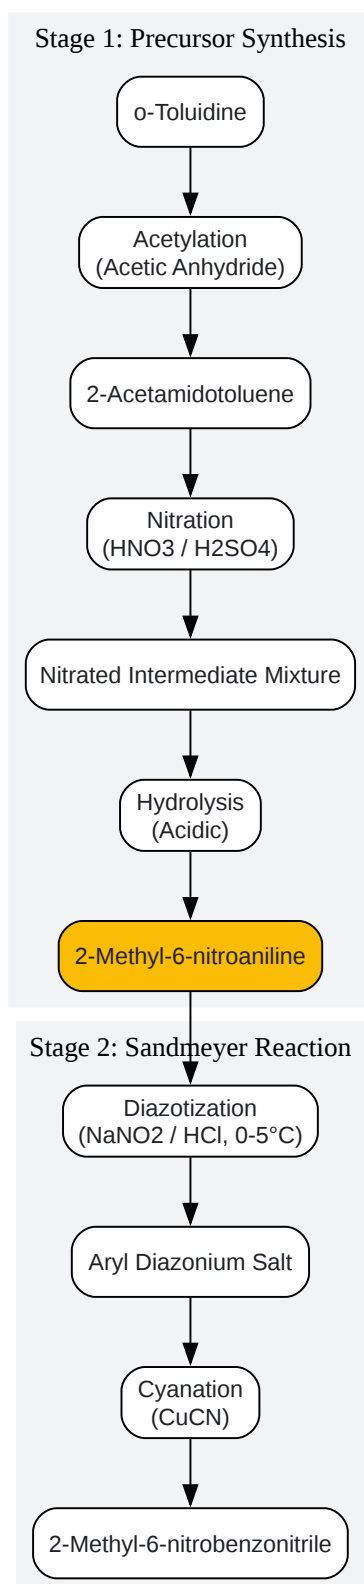 Stage 1: Precursor Synthesis
o-Toluidine
Acetylation
(Acetic Anhydride)
2-Acetamidotoluene
Nitration
(HNO3 / H2SO4)
Nitrated Intermediate Mixture
Hydrolysis
(Acidic)
2-Methyl-6-nitroaniline
Stage 2: Sandmeyer Reaction
Diazotization
(NaNO2 / HCl, 0-5°C)
Aryl Diazonium Salt
Cyanation
(CuCN)
2-Methyl-6-nitrobenzonitrile